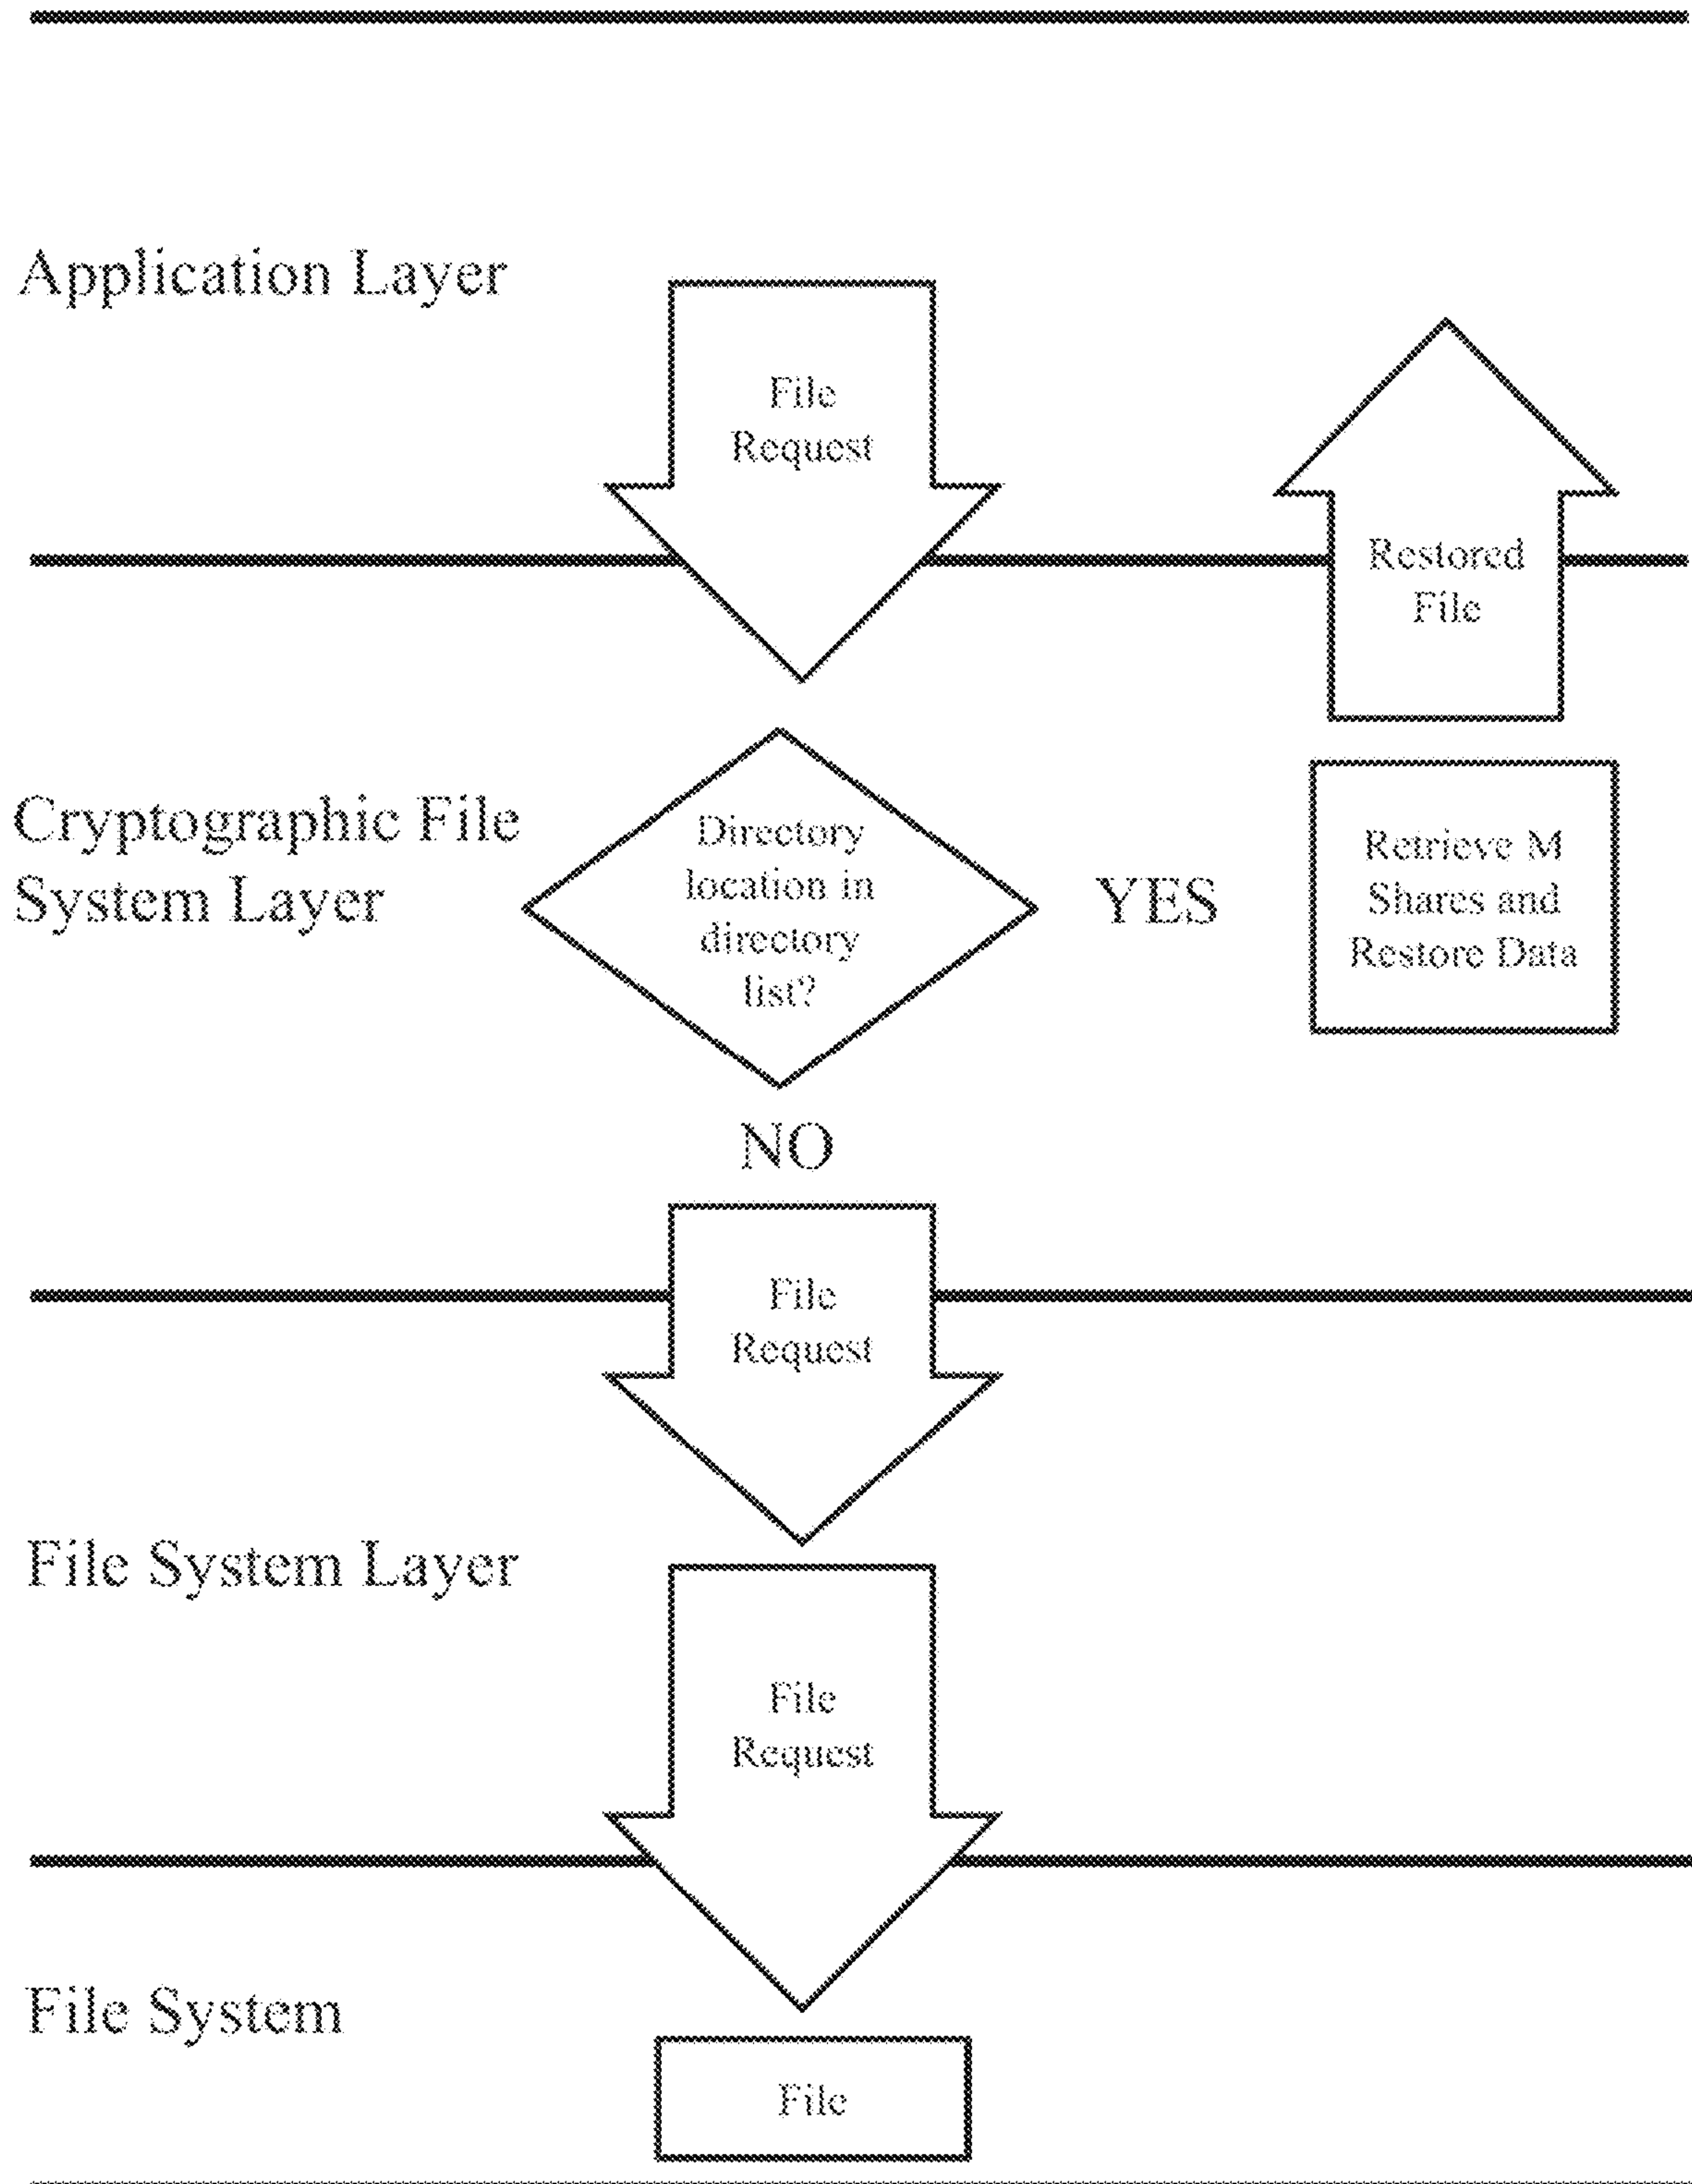 Application Layer
File
Request
Restored
File
Cryptographic File
System Layer
Directory
location in
directory
list?
YES
Retrieve M
Shares and
Restore Data
NO
File
Request
File System Layer
File
Request
File System
File